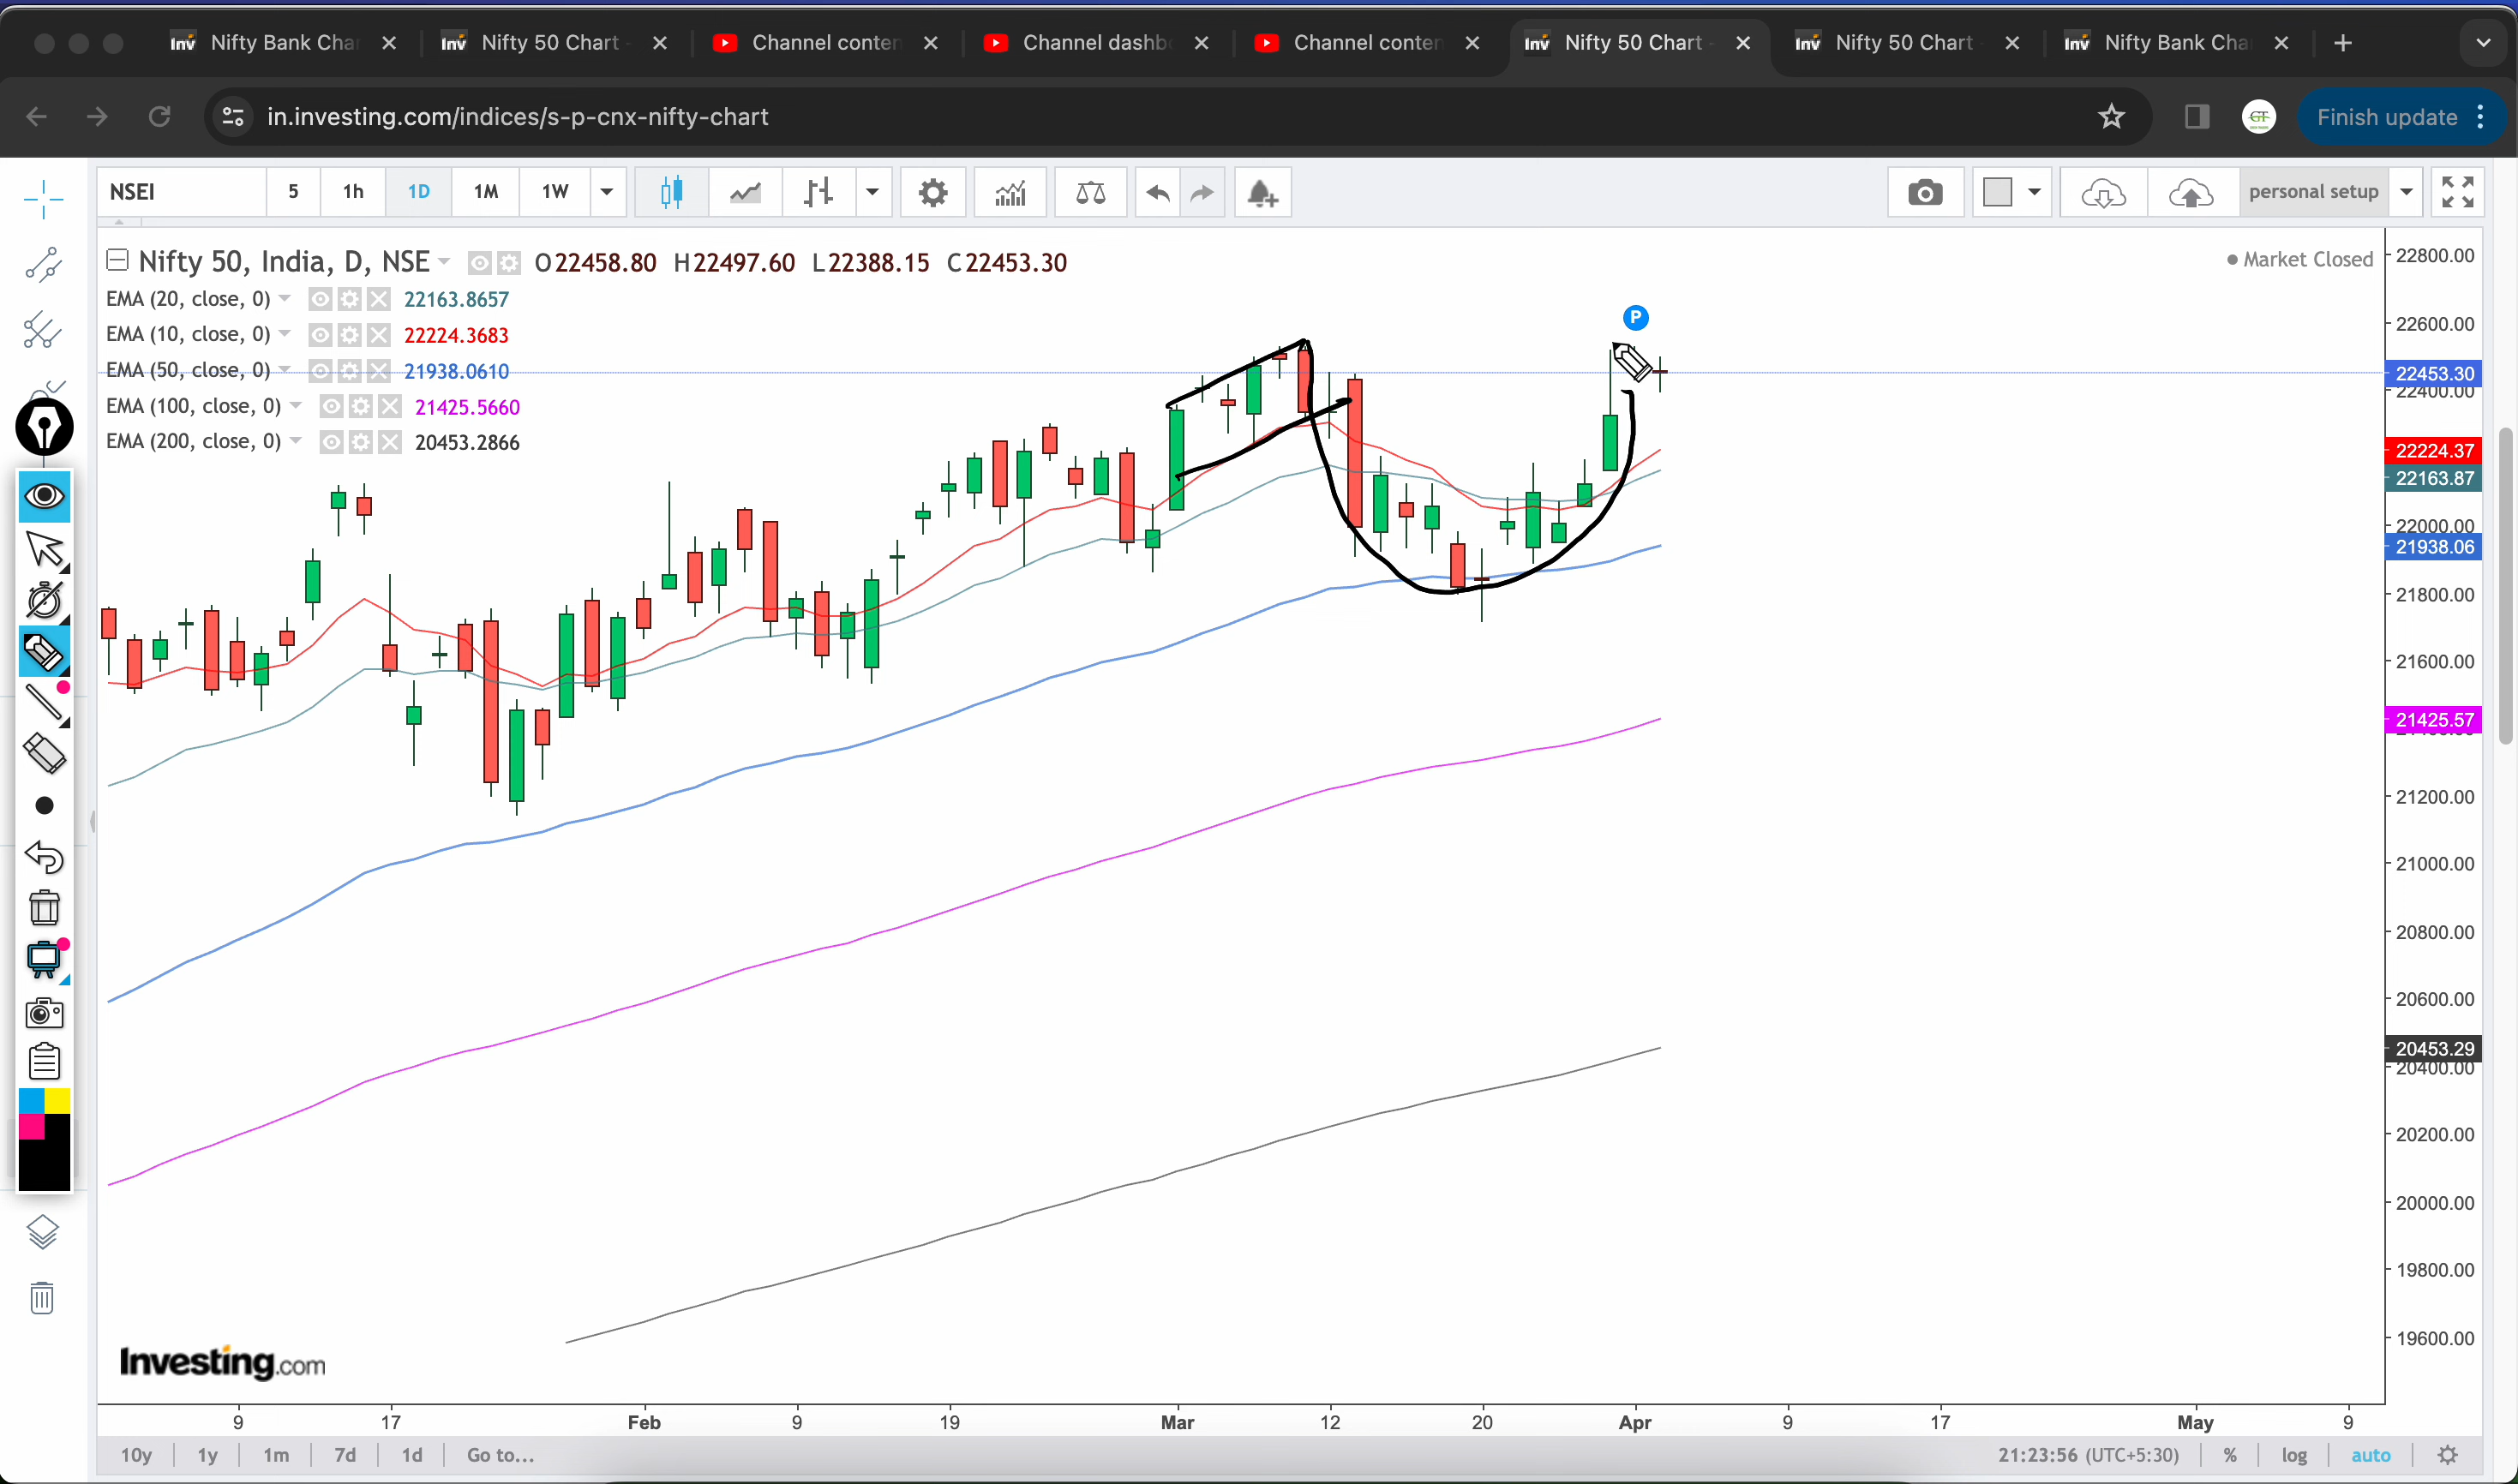 Nifty Bank Cha
Nifty 50 Chart
Channel conten
Channel dashb
Channel conten
Nifty 50 Chart -
Nifty 50 Chart
Nifty Bank Cha
in.investing.com/indices/s-p-cnx-nifty-chart
GT
Finish update
NSEI
5
1h
1D
1M
1W
personal setup
Nifty 50, India, D, NSE O22458.80 H22497.60 L22388.15 C22453.30
Market Closed
EMA (20, close, 0) 22163.8657
EMA (10, close, 0) 22224.3683
EMA (50, close, 0) 21938.0610
EMA (100, close, 0) 21425.5660
EMA (200, close, 0) 20453.2866
P
22800.00
22600.00
22453.30
22400.00
22224.37
22163.87
22000.00
21938.06
21800.00
21600.00
21425.57
21200.00
21000.00
20800.00
20600.00
20453.29
20400.00
20200.00
20000.00
19800.00
19600.00
Investing.com
9
17
Feb
9
19
Mar
12
20
Apr
9
17
May
9
10y
1y
1m
7d
1d
Go to...
21:23:56 (UTC+5:30)
%
log
auto